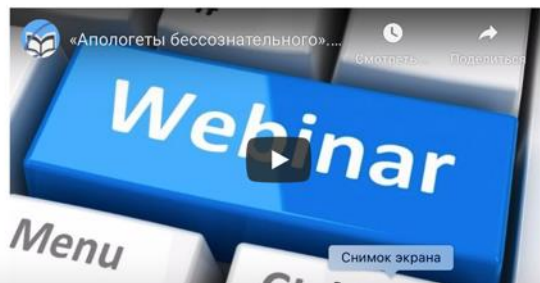 «Апологеты бессознательного»....
Смотреть...
Поделиться
Webinar
Menu
Снимок экрана